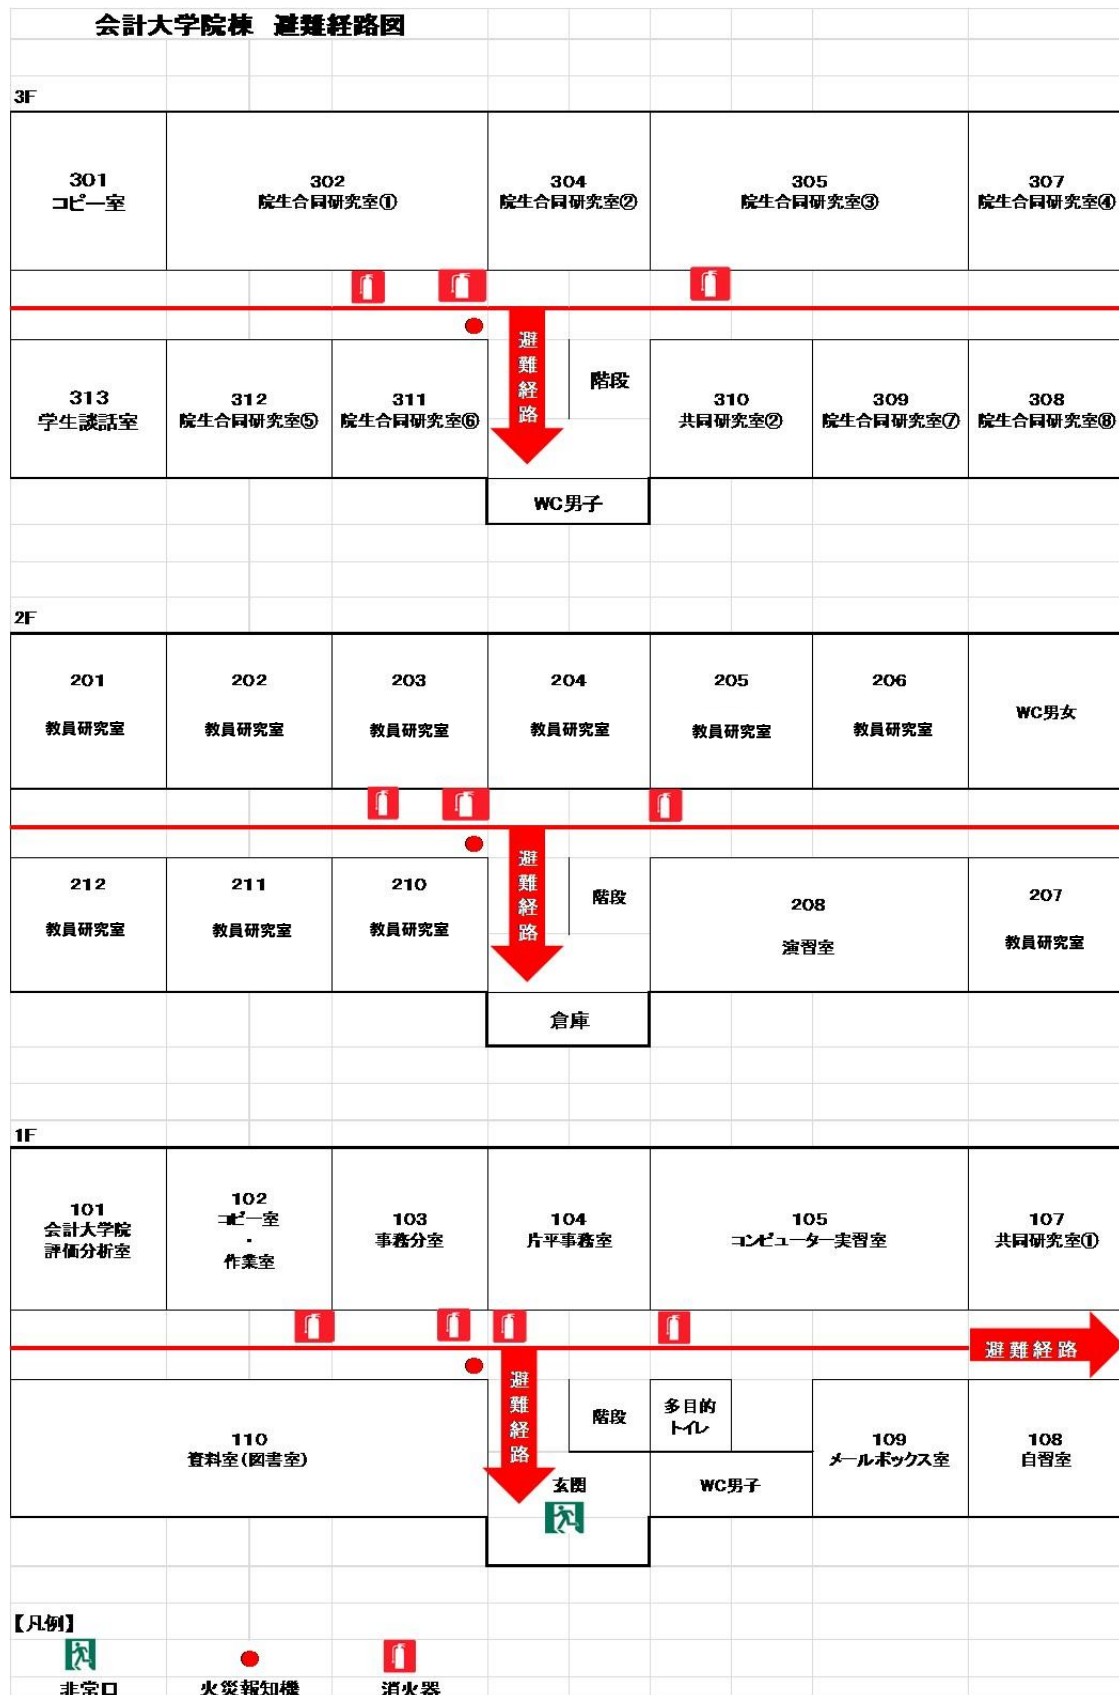 会計大学院棟 避難経路図
3F
301
コピー室
302
院生合同研究室①
304
院生合同研究室②
305
院生合同研究室③
307
院生合同研究室④
避難経路
階段
313
学生談話室
312
院生合同研究室⑤
311
院生合同研究室⑥
310
共同研究室②
309
院生合同研究室⑦
308
院生合同研究室⑧
WC男子
2F
201
教員研究室
202
教員研究室
203
教員研究室
204
教員研究室
205
教員研究室
206
教員研究室
WC男女
避難経路
階段
212
教員研究室
211
教員研究室
210
教員研究室
208
演習室
207
教員研究室
倉庫
1F
101
会計大学院
評価分析室
102
コピー室
・
作業室
103
事務分室
104
片平事務室
105
コンピューター実習室
107
共同研究室①
避難経路
避難経路
階段
多目的
トイレ
110
資料室(図書室)
109
メールボックス室
108
自習室
玄関
WC男子
【凡例】
非常口
火災報知機
消火器